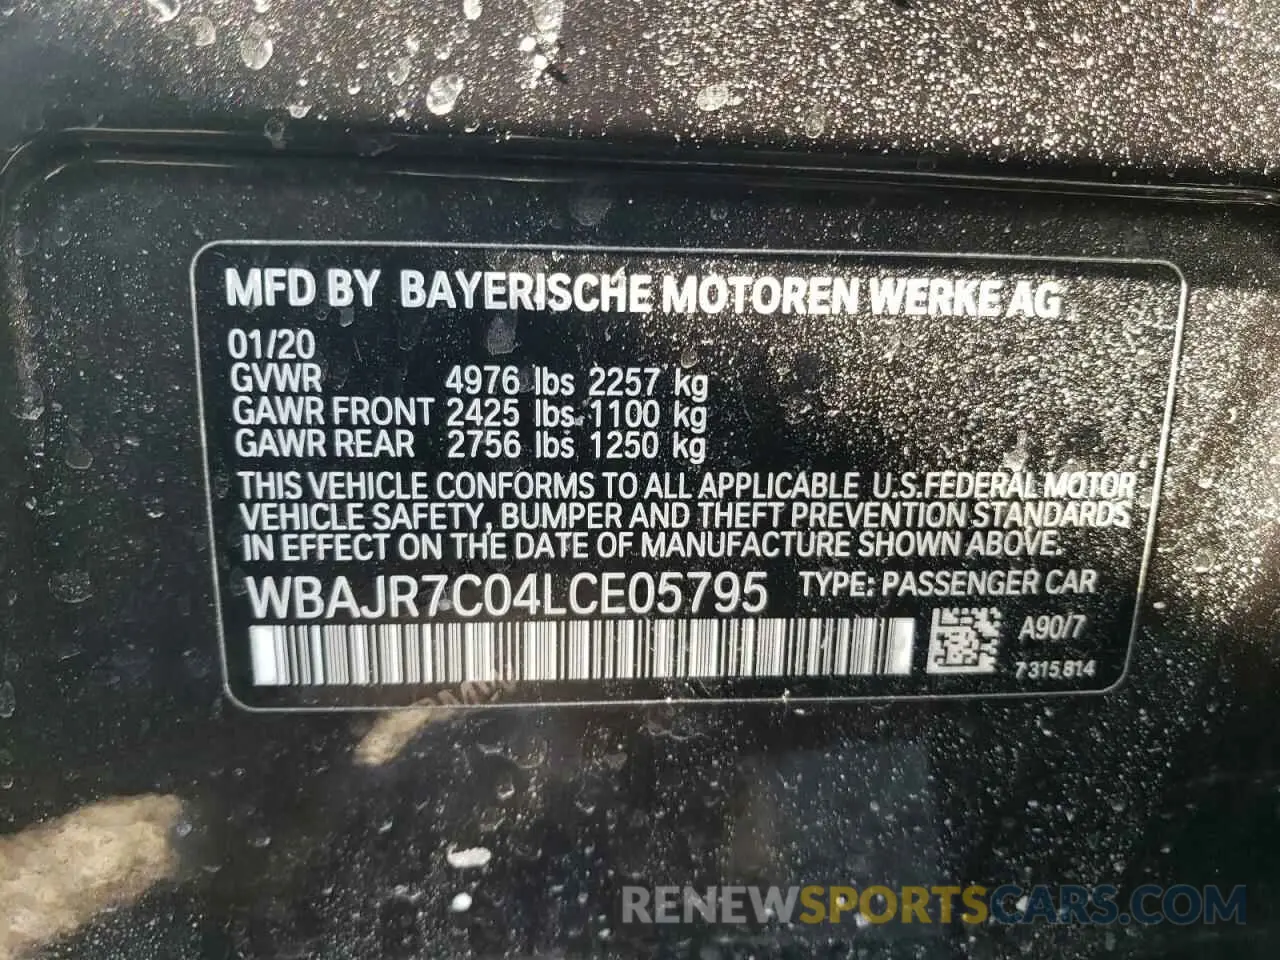 MFD BY BAYERISCHE MOTOREN WERKE AG
01/20
GVWR 4976 lbs 2257 kg
GAWR FRONT 2425 lbs 1100 kg
GAWR REAR 2756 lbs 1250 kg
THIS VEHICLE CONFORMS TO ALL APPLICABLE U.S.FEDERAL MOTOR
VEHICLE SAFETY, BUMPER AND THEFT PREVENTION STANDARDS
IN EFFECT ON THE DATE OF MANUFACTURE SHOWN ABOVE.
WBAJR7C04LCE05795 TYPE: PASSENGER CAR
A90/7
7315814
RENEWSPORTSCARS.COM